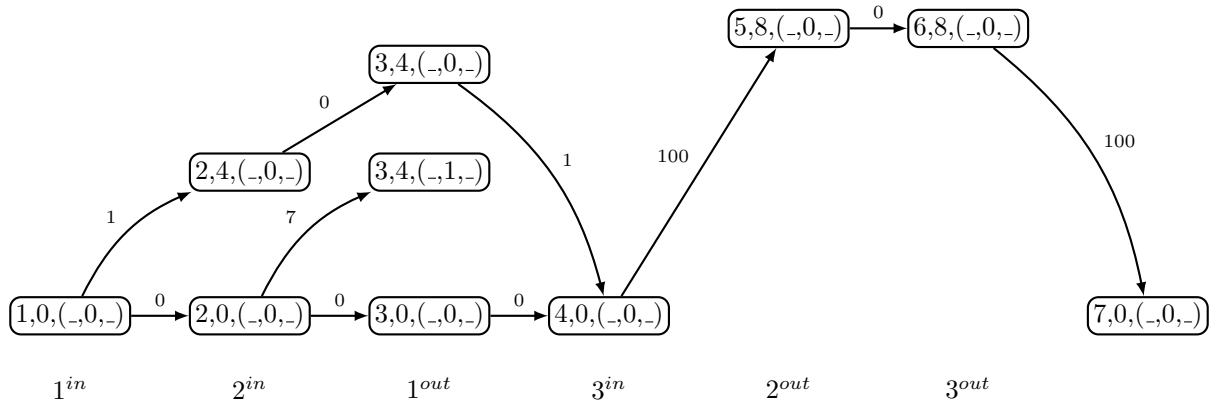 5,8,(_,0,_) 0 6,8,(_,0,_)
3,4,(_,0,_)
0
100
1
100
2,4,(_,0,_) 3,4,(_,1,_)
1 7
1,0,(_,0,_) 0 2,0,(_,0,_) 0 3,0,(_,0,_) 0 4,0,(_,0,_) 7,0,(_,0,_)
1^{in} 2^{in} 1^{out} 3^{in} 2^{out} 3^{out}